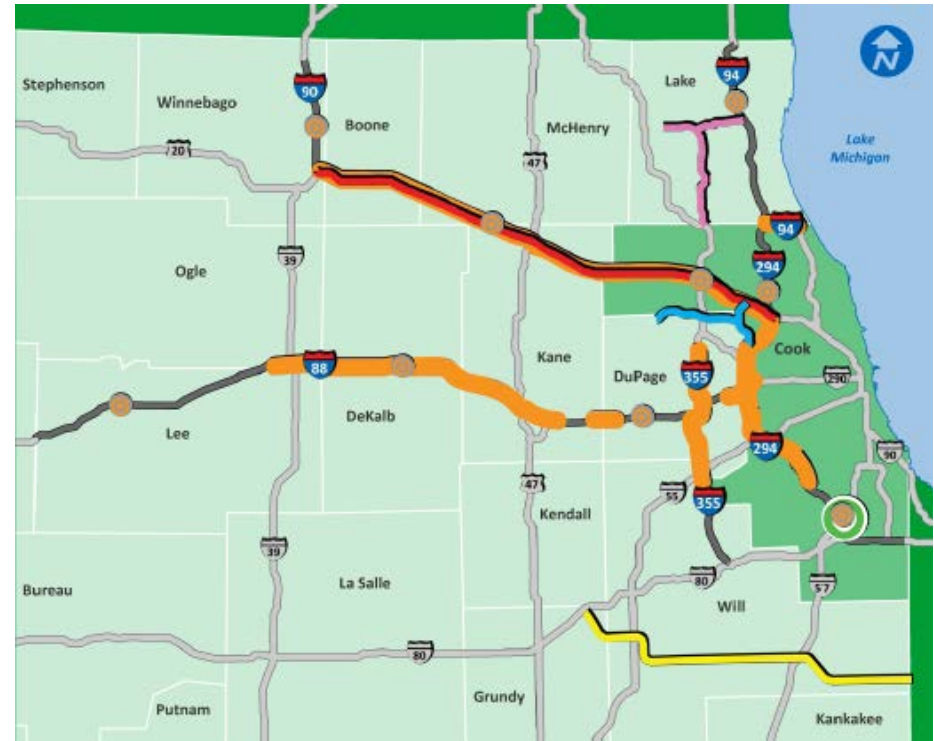 Stephenson
Winnebago
90
Boone
McHenry
Lake
94
N
Lake
Michigan
20
47
Ogle
39
94
294
Cook
Kane
DuPage
355
290
88
DeKalb
Lee
294
90
47
Kendall
55
355
39
La Salle
80
57
Bureau
Will
80
Grundy
Putnam
Kankakee